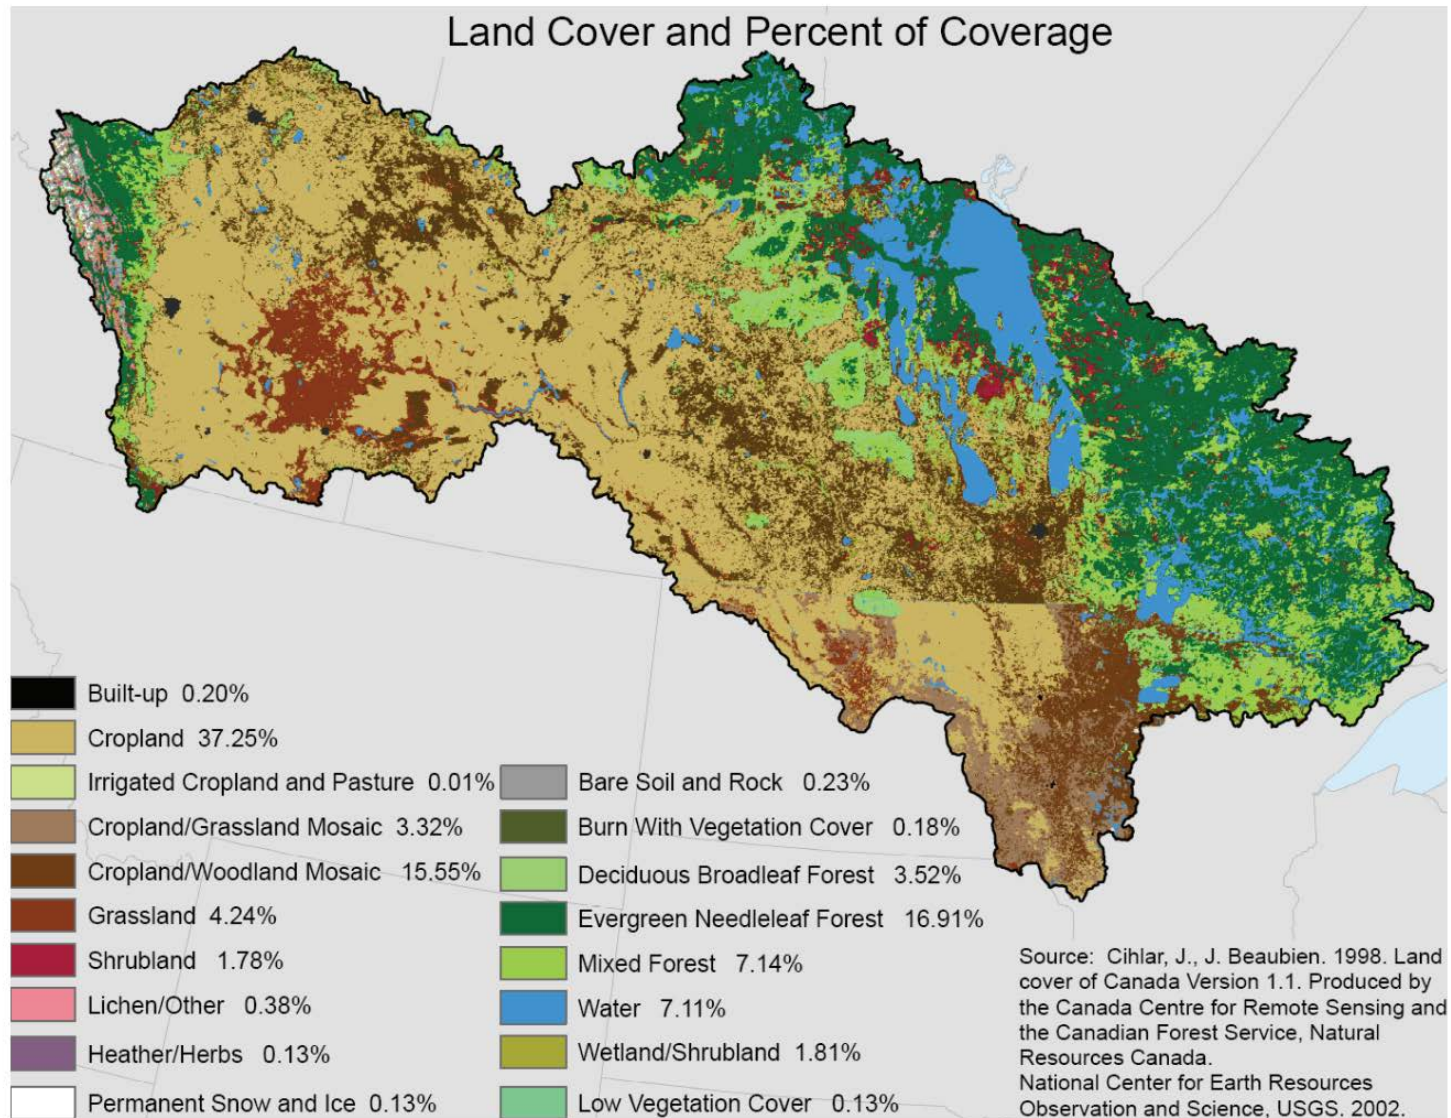 Land Cover and Percent of Coverage
Built-up 0.20%
Cropland 37.25%
Irrigated Cropland and Pasture 0.01%
Cropland/Grassland Mosaic 3.32%
Cropland/Woodland Mosaic 15.55%
Grassland 4.24%
Shrubland 1.78%
Lichen/Other 0.38%
Heather/Herbs 0.13%
Permanent Snow and Ice 0.13%
Bare Soil and Rock 0.23%
Burn With Vegetation Cover 0.18%
Deciduous Broadleaf Forest 3.52%
Evergreen Needleleaf Forest 16.91%
Mixed Forest 7.14%
Water 7.11%
Wetland/Shrubland 1.81%
Low Vegetation Cover 0.13%
Source: Cihlar, J., J. Beaubien. 1998. Land
cover of Canada Version 1.1. Produced by
the Canada Centre for Remote Sensing and
the Canadian Forest Service, Natural
Resources Canada.
National Center for Earth Resources
Observation and Science, USGS. 2002.